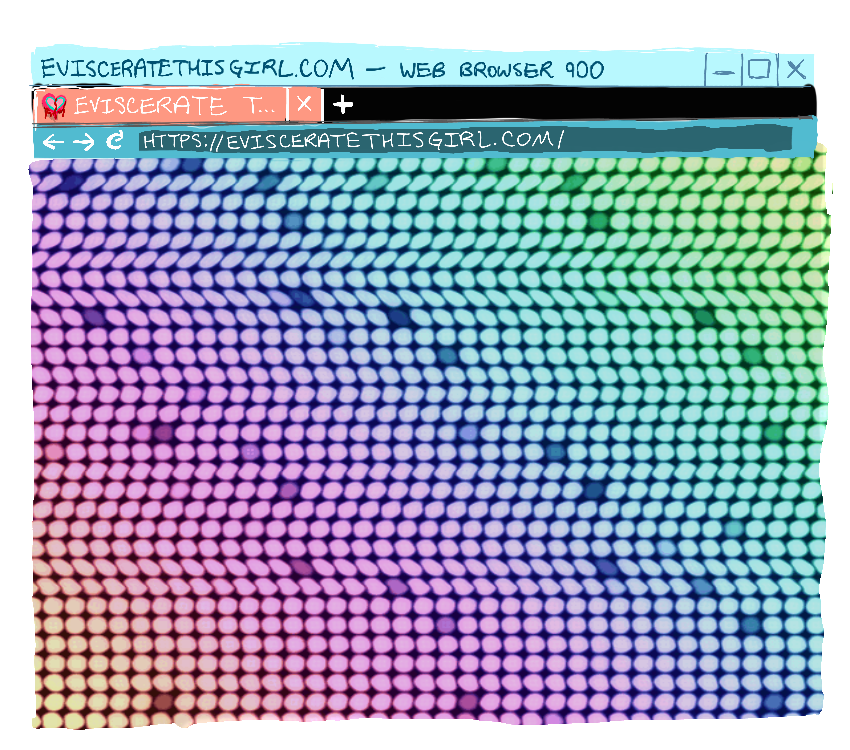 EVISCERATETHISGIRL.COM — WEB BROWSER 900
EVISCERATE T...
HTTPS://EVISCERATETHISGIRL.COM/